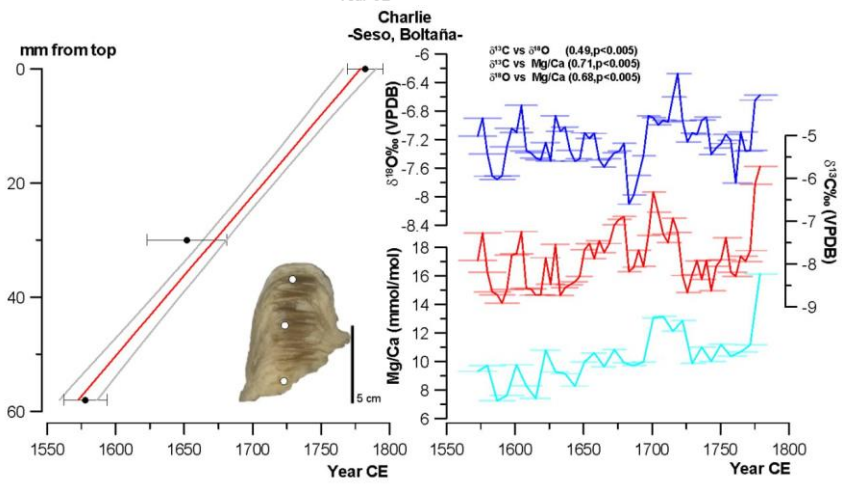 Charlie
-Seso, Boltaña-
mm from top
0
20
40
60
1550
1600
1650
1700
1750
1800
Year CE
5 cm
δ¹³C vs δ¹⁸O (0.49,p<0.005)
δ¹³C vs Mg/Ca (0.71,p<0.005)
δ¹⁸O vs Mg/Ca (0.68,p<0.005)
δ¹⁸O‰ (VPDB)
-6
-6.4
-6.8
-7.2
-7.6
-8
-8.4
δ¹³C‰ (VPDB)
-5
-6
-7
-8
-9
Mg/Ca (mmol/mol)
18
16
14
12
10
8
6
1550
1600
1650
1700
1750
1800
Year CE